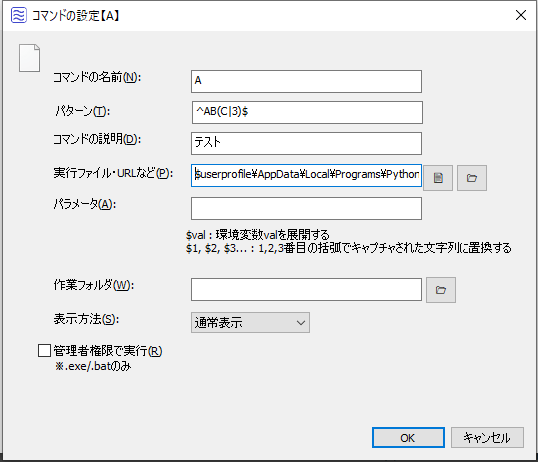 コマンドの設定【A】
コマンドの名前(N):
A
パターン(T):
^AB(C|3)$
コマンドの説明(D):
テスト
実行ファイル・URLなど(P):
$userprofile¥AppData¥Local¥Programs¥Python
パラメータ(A):
$val : 環境変数valを展開する
$1, $2, $3... : 1,2,3番目の括弧でキャプチャされた文字列に置換する
作業フォルダ(W):
表示方法(S):
通常表示
管理者権限で実行(R)
※.exe/.batのみ
OK
キャンセル